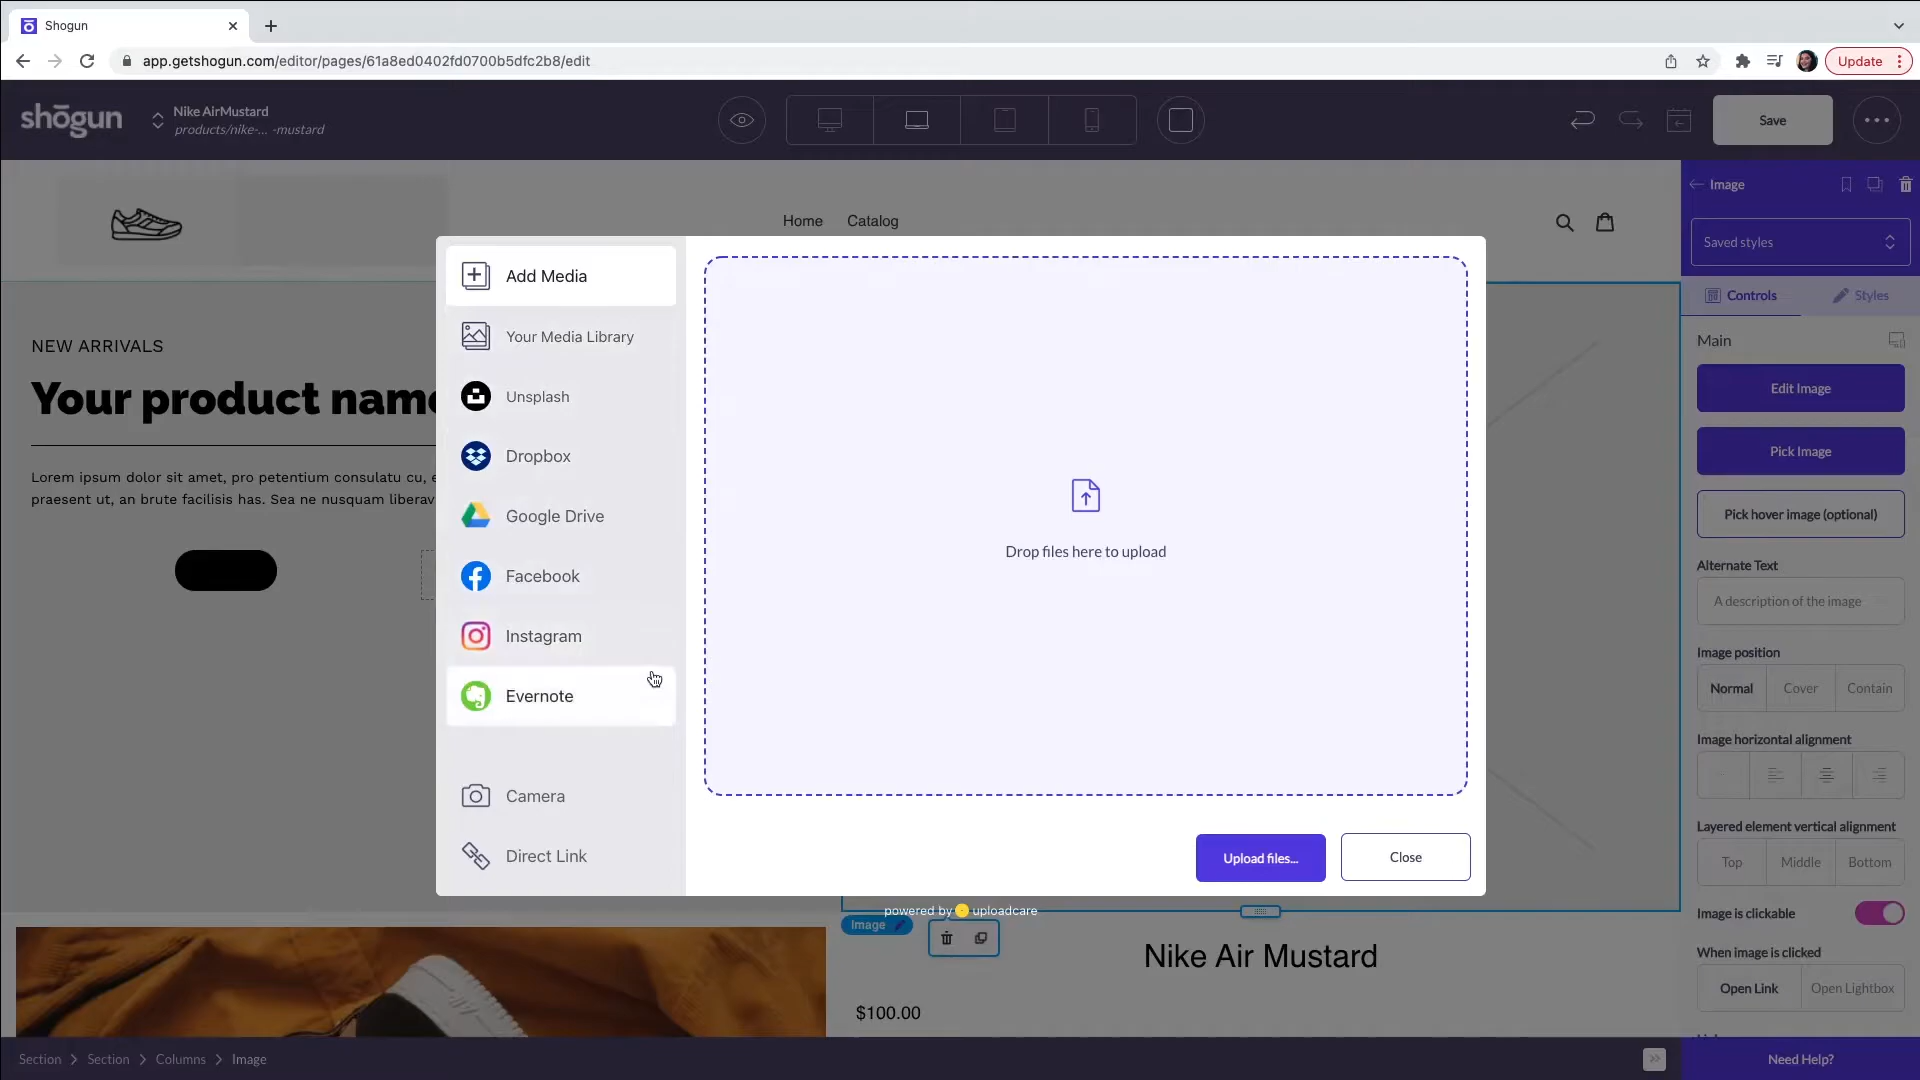 Shogun
app.getshogun.com/editor/pages/61a8ed0402fd0700b5dfc2b8/edit
Update
shōgun
Nike AirMustard
products/nike-... -mustard
Save
Home
Catalog
Image
Saved styles
Controls
Styles
NEW ARRIVALS
Your product name
Lorem ipsum dolor sit amet, pro petentium consulatu cu, e
praesent ut, an brute facilisis has. Sea ne nusquam liberav
Add Media
Your Media Library
Unsplash
Dropbox
Google Drive
Facebook
Instagram
Evernote
Camera
Direct Link
Drop files here to upload
Upload files...
Close
powered by uploadcare
Main
Edit Image
Pick Image
Pick hover image (optional)
Alternate Text
A description of the image
Image position
Normal
Cover
Contain
Image horizontal alignment
Layered element vertical alignment
Top
Middle
Bottom
Image is clickable
When image is clicked
Open Link
Open Lightbox
Image
Nike Air Mustard
$100.00
Section
Section
Columns
Image
Need Help?